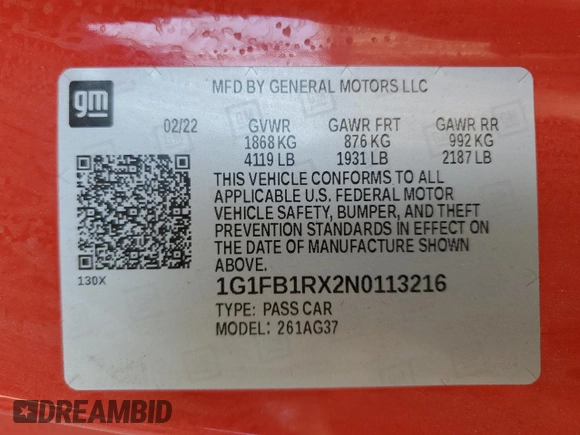 gm
MFD BY GENERAL MOTORS LLC
02/22 GVWR GAWR FRT GAWR RR
1868 KG 876 KG 992 KG
4119 LB 1931 LB 2187 LB
THIS VEHICLE CONFORMS TO ALL
APPLICABLE U.S. FEDERAL MOTOR
VEHICLE SAFETY, BUMPER, AND THEFT
PREVENTION STANDARDS IN EFFECT ON
THE DATE OF MANUFACTURE SHOWN
ABOVE.
130X
1G1FB1RX2N0113216
TYPE: PASS CAR
MODEL: 261AG37
DREAMBID